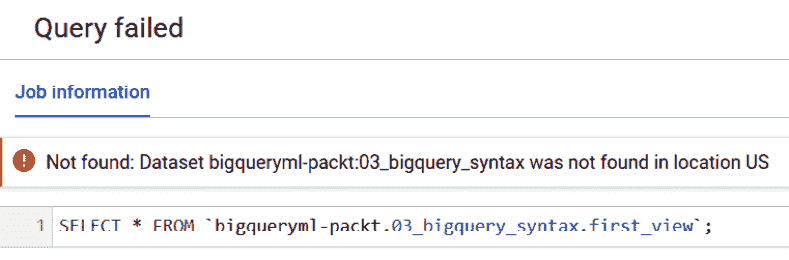 Query failed
Job information
Not found: Dataset bigqueryml-packt:03_bigquery_syntax was not found in location US
1 SELECT * FROM `bigqueryml-packt.03_bigquery_syntax.first_view`;